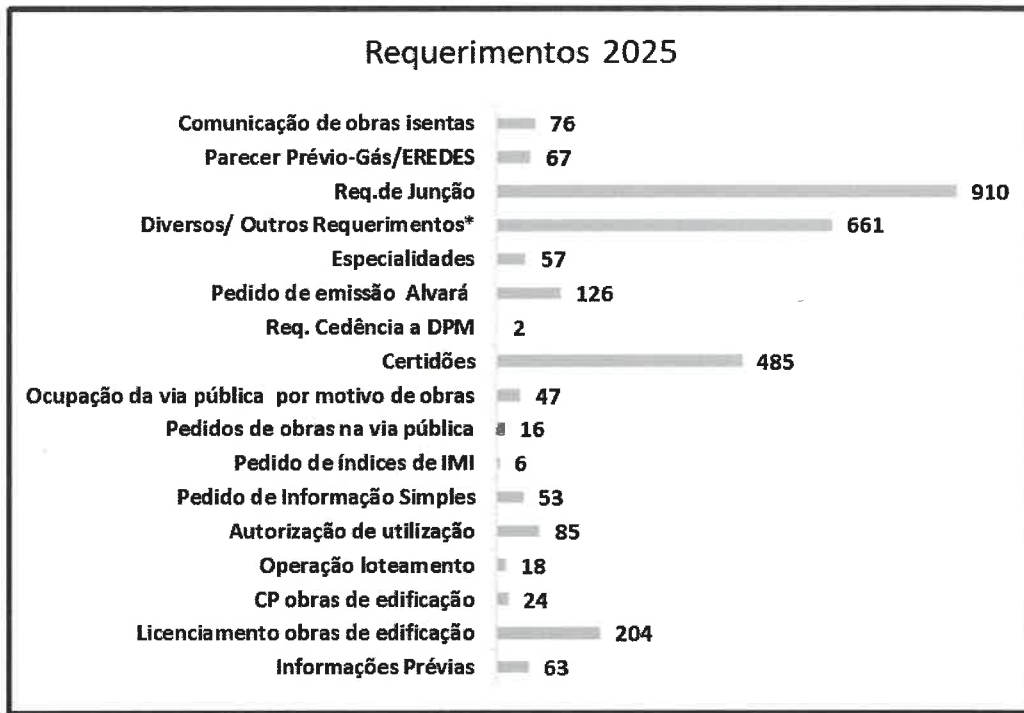 Requerimentos 2025
Comunicação de obras isentas 76
Parecer Prévio-Gás/EREDES 67
Req.de Junção 910
Diversos/ Outros Requerimentos* 661
Especialidades 57
Pedido de emissão Alvará 126
Req. Cedência a DPM 2
Certidões 485
Ocupação da via pública por motivo de obras 47
Pedidos de obras na via pública 16
Pedido de índices de IMI 6
Pedido de Informação Simples 53
Autorização de utilização 85
Operação loteamento 18
CP obras de edificação 24
Licenciamento obras de edificação 204
Informações Prévias 63